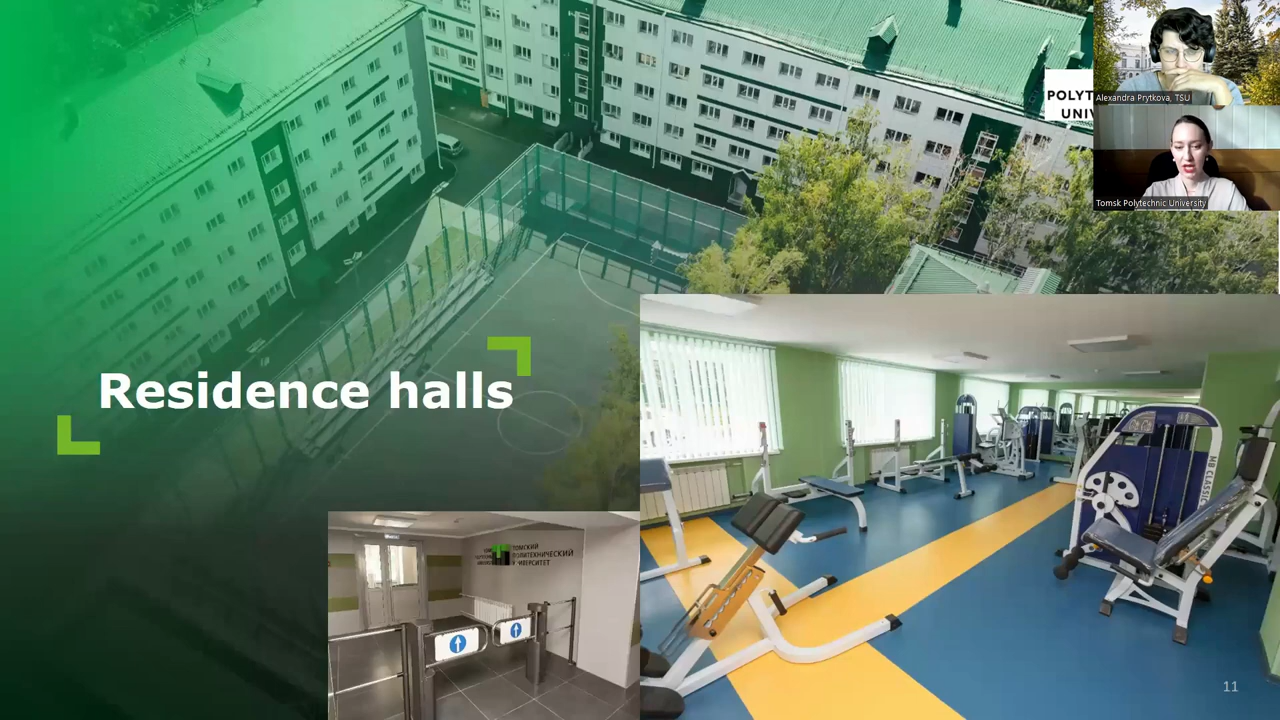 POLYT
UNIV
Alexandra Prytkova, TSU
Tomsk Polytechnic University
Residence halls
ТОМСКИЙ
ПОЛИТЕХНИЧЕСКИЙ
УНИВЕРСИТЕТ
MB CLASSIC
11